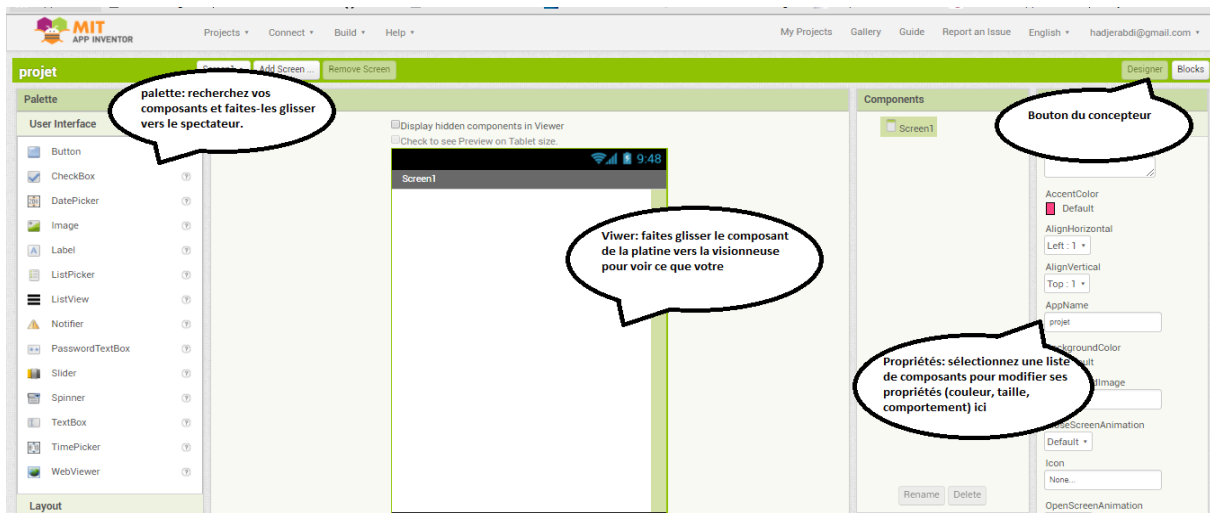 MIT
APP INVENTOR
Projects
Connect
Build
Help
My Projects
Gallery
Guide
Report an Issue
English
hadjerabdi@gmail.com
projet
Add Screen ...
Remove Screen
Designer
Blocks
Palette
User Interface
Button
CheckBox
DatePicker
Image
Label
ListPicker
ListView
Notifier
PasswordTextBox
Slider
Spinner
TextBox
TimePicker
WebViewer
Layout
palette: recherchez vos
composants et faites-les glisser
vers le spectateur.
Display hidden components in Viewer
Check to see Preview on Tablet size.
9:48
Screen1
Viwer: faites glisser le composant
de la platine vers la visionneuse
pour voir ce que votre
Components
Screen1
Rename
Delete
Bouton du concepteur
AccentColor
Default
AlignHorizontal
Left : 1
AlignVertical
Top : 1
AppName
projet
Propriétés: sélectionnez une liste
de composants pour modifier ses
propriétés (couleur, taille,
comportement) ici
Default
Icon
None...
OpenScreenAnimation